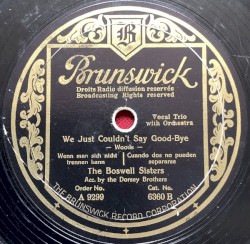 B
Brunswick
Droits Radio diffusion reservés
Broadcasting Rights reserved
Vocal Trio
with Orchestra
We Just Couldn't Say Good-Bye
- Woods -
Wenn man sich nicht trennen kann
Cuando dos no pueden separarse
The Boswell Sisters
Acc. by the Dorsey Brothers
Order No. Cat. No.
A 9299 6360 B
THE BRUNSWICK RECORD CORPORATION